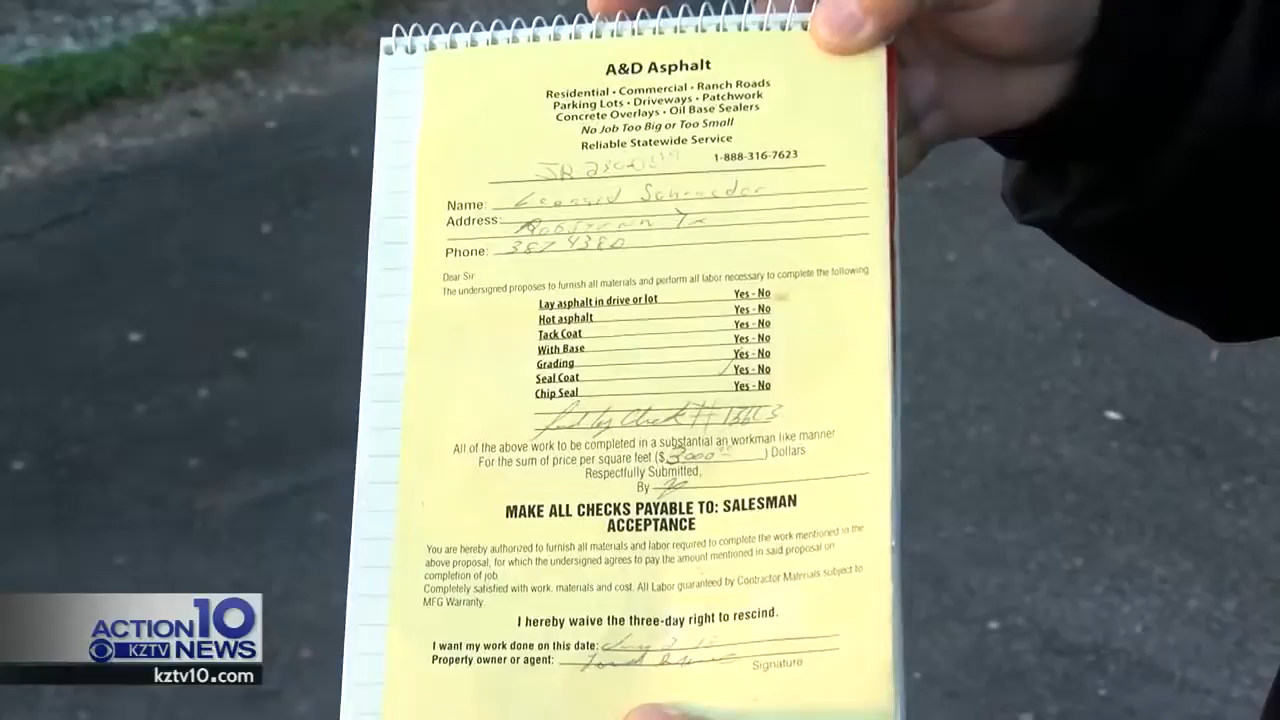 A&D Asphalt
Residential • Commercial • Ranch Roads
Parking Lots • Driveways • Patchwork
Concrete Overlays • Oil Base Sealers
No Job Too Big or Too Small
Reliable Statewide Service
1-888-316-7623
Name: Schroeder
Address: Robstown Tx
Phone: 387 4380
Dear Sir
The undersigned proposes to furnish all materials and perform all labor necessary to complete the following
Lay asphalt in drive or lot Yes - No
Hot asphalt Yes - No
Tack Coat Yes - No
With Base Yes - No
Grading Yes - No
Seal Coat Yes - No
Chip Seal Yes - No
by Check #
All of the above work to be completed in a substantial an workman like manner
For the sum of price per square feet ($ 3000 ) Dollars
Respectfully Submitted,
By
MAKE ALL CHECKS PAYABLE TO: SALESMAN
ACCEPTANCE
You are hereby authorized to furnish all materials and labor required to complete the work mentioned in the
above proposal, for which the undersigned agrees to pay the amount mentioned in said proposal on
completion of job.
Completely satisfied with work, materials and cost. All Labor guaranteed by Contractor Materials subject to
MFG Warranty.
I hereby waive the three-day right to rescind.
I want my work done on this date:
Property owner or agent:
Signature
ACTION 10
KZTV NEWS
kztv10.com